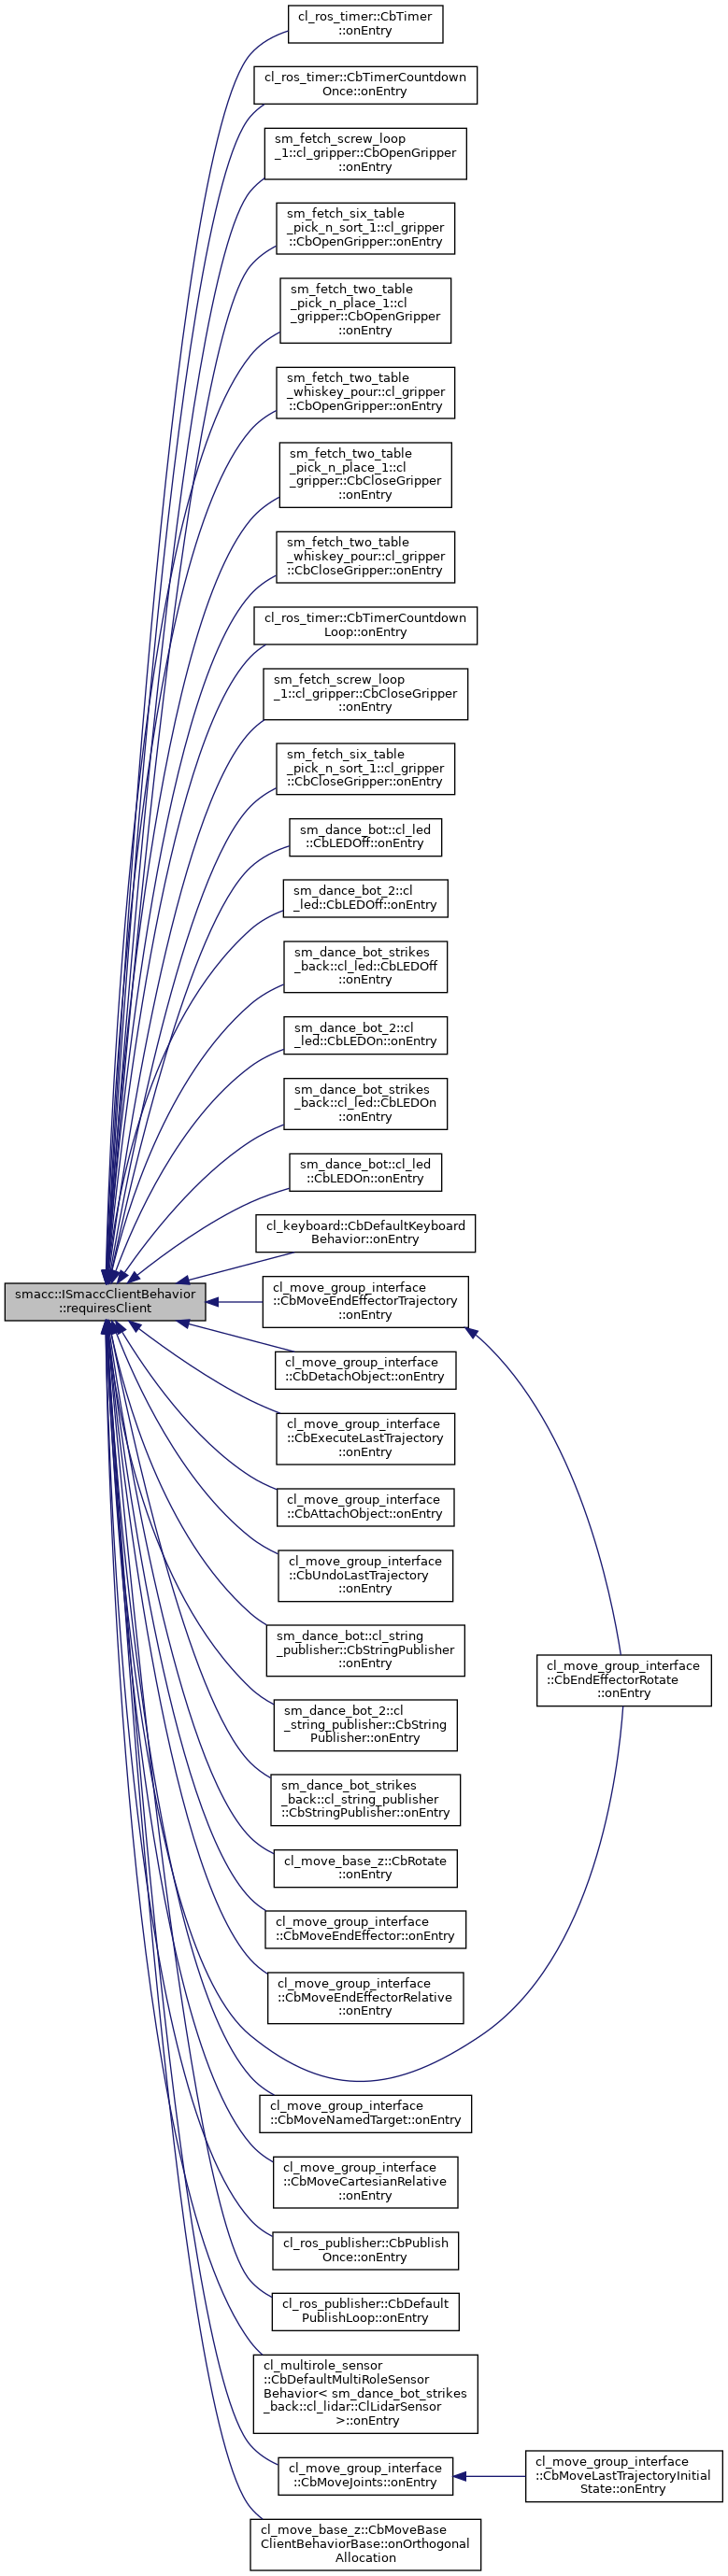 cl_ros_timer::CbTimer
::onEntry
cl_ros_timer::CbTimerCountdown
Once::onEntry
sm_fetch_screw_loop
_1::cl_gripper::CbOpenGripper
::onEntry
sm_fetch_six_table
_pick_n_sort_1::cl_gripper
::CbOpenGripper::onEntry
sm_fetch_two_table
_pick_n_place_1::cl
_gripper::CbOpenGripper
::onEntry
sm_fetch_two_table
_whiskey_pour::cl_gripper
::CbOpenGripper::onEntry
sm_fetch_two_table
_pick_n_place_1::cl
_gripper::CbCloseGripper
::onEntry
sm_fetch_two_table
_whiskey_pour::cl_gripper
::CbCloseGripper::onEntry
cl_ros_timer::CbTimerCountdown
Loop::onEntry
sm_fetch_screw_loop
_1::cl_gripper::CbCloseGripper
::onEntry
sm_fetch_six_table
_pick_n_sort_1::cl_gripper
::CbCloseGripper::onEntry
sm_dance_bot::cl_led
::CbLEDOff::onEntry
sm_dance_bot_2::cl
_led::CbLEDOff::onEntry
sm_dance_bot_strikes
_back::cl_led::CbLEDOff
::onEntry
sm_dance_bot_2::cl
_led::CbLEDOn::onEntry
sm_dance_bot_strikes
_back::cl_led::CbLEDOn
::onEntry
sm_dance_bot::cl_led
::CbLEDOn::onEntry
cl_keyboard::CbDefaultKeyboard
Behavior::onEntry
smacc::ISmaccClientBehavior
::requiresClient
cl_move_group_interface
::CbMoveEndEffectorTrajectory
::onEntry
cl_move_group_interface
::CbDetachObject::onEntry
cl_move_group_interface
::CbExecuteLastTrajectory
::onEntry
cl_move_group_interface
::CbAttachObject::onEntry
cl_move_group_interface
::CbUndoLastTrajectory
::onEntry
sm_dance_bot::cl_string
_publisher::CbStringPublisher
::onEntry
cl_move_group_interface
::CbEndEffectorRotate
::onEntry
sm_dance_bot_2::cl
_string_publisher::CbString
Publisher::onEntry
sm_dance_bot_strikes
_back::cl_string_publisher
::CbStringPublisher::onEntry
cl_move_base_z::CbRotate
::onEntry
cl_move_group_interface
::CbMoveEndEffector::onEntry
cl_move_group_interface
::CbMoveEndEffectorRelative
::onEntry
cl_move_group_interface
::CbMoveNamedTarget::onEntry
cl_move_group_interface
::CbMoveCartesianRelative
::onEntry
cl_ros_publisher::CbPublish
Once::onEntry
cl_ros_publisher::CbDefault
PublishLoop::onEntry
cl_multirole_sensor
::CbDefaultMultiRoleSensor
Behavior< sm_dance_bot_strikes
_back::cl_lidar::ClLidarSensor
>::onEntry
cl_move_group_interface
::CbMoveJoints::onEntry
cl_move_group_interface
::CbMoveLastTrajectoryInitial
State::onEntry
cl_move_base_z::CbMoveBase
ClientBehaviorBase::onOrthogonal
Allocation